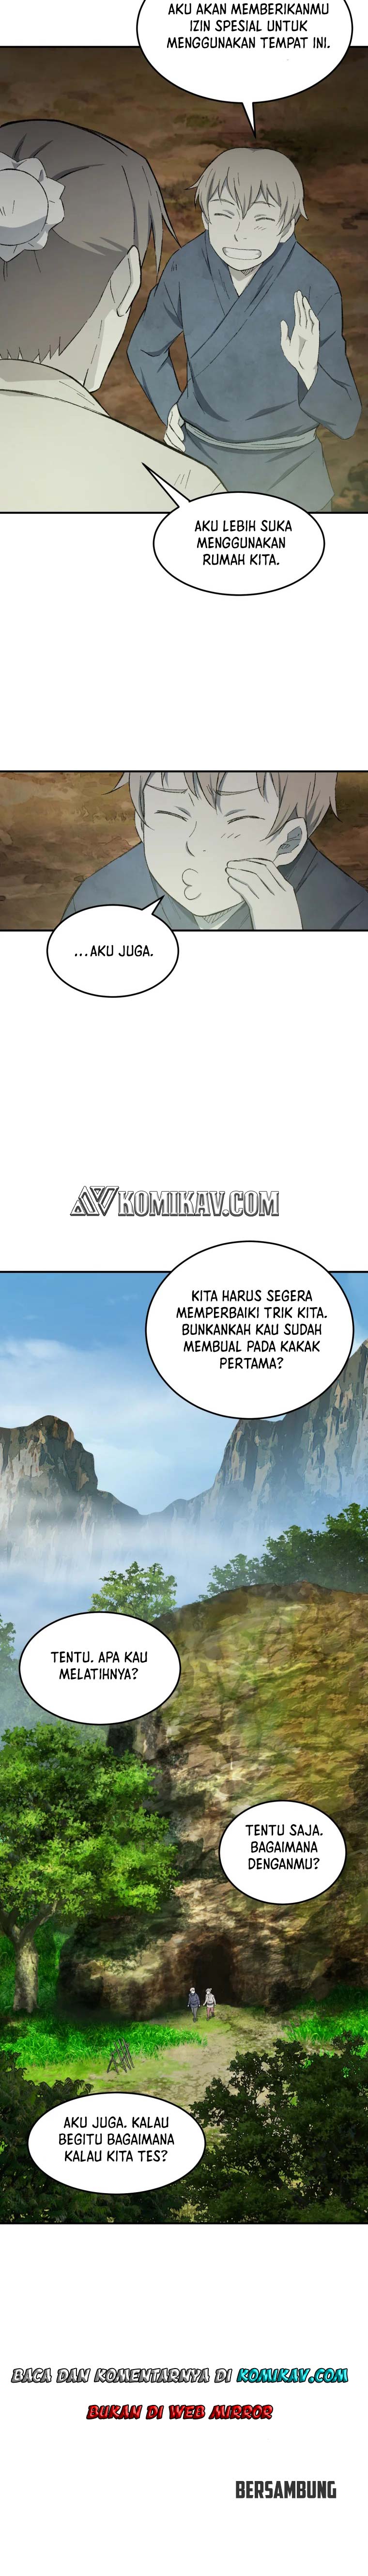 AKU AKAN MEMBERIKANMU
IZIN SPESIAL UNTUK
MENGGUNAKAN TEMPAT INI.
AKU LEBIH SUKA
MENGGUNAKAN
RUMAH KITA.
...AKU JUGA.
KOMIKAV.COM
KITA HARUS SEGERA
MEMPERBAIKI TRIK KITA.
BUNKANKAH KAU SUDAH
MEMBUAL PADA KAKAK
PERTAMA?
TENTU. APA KAU
MELATIHNYA?
TENTU SAJA.
BAGAIMANA
DENGANMU?
AKU JUGA. KALAU
BEGITU BAGAIMANA
KALAU KITA TES?
BACA DAN KOMENTARNYA DI KOMIKAV.COM
BUKAN DI WEB MIRROR
BERSAMBUNG